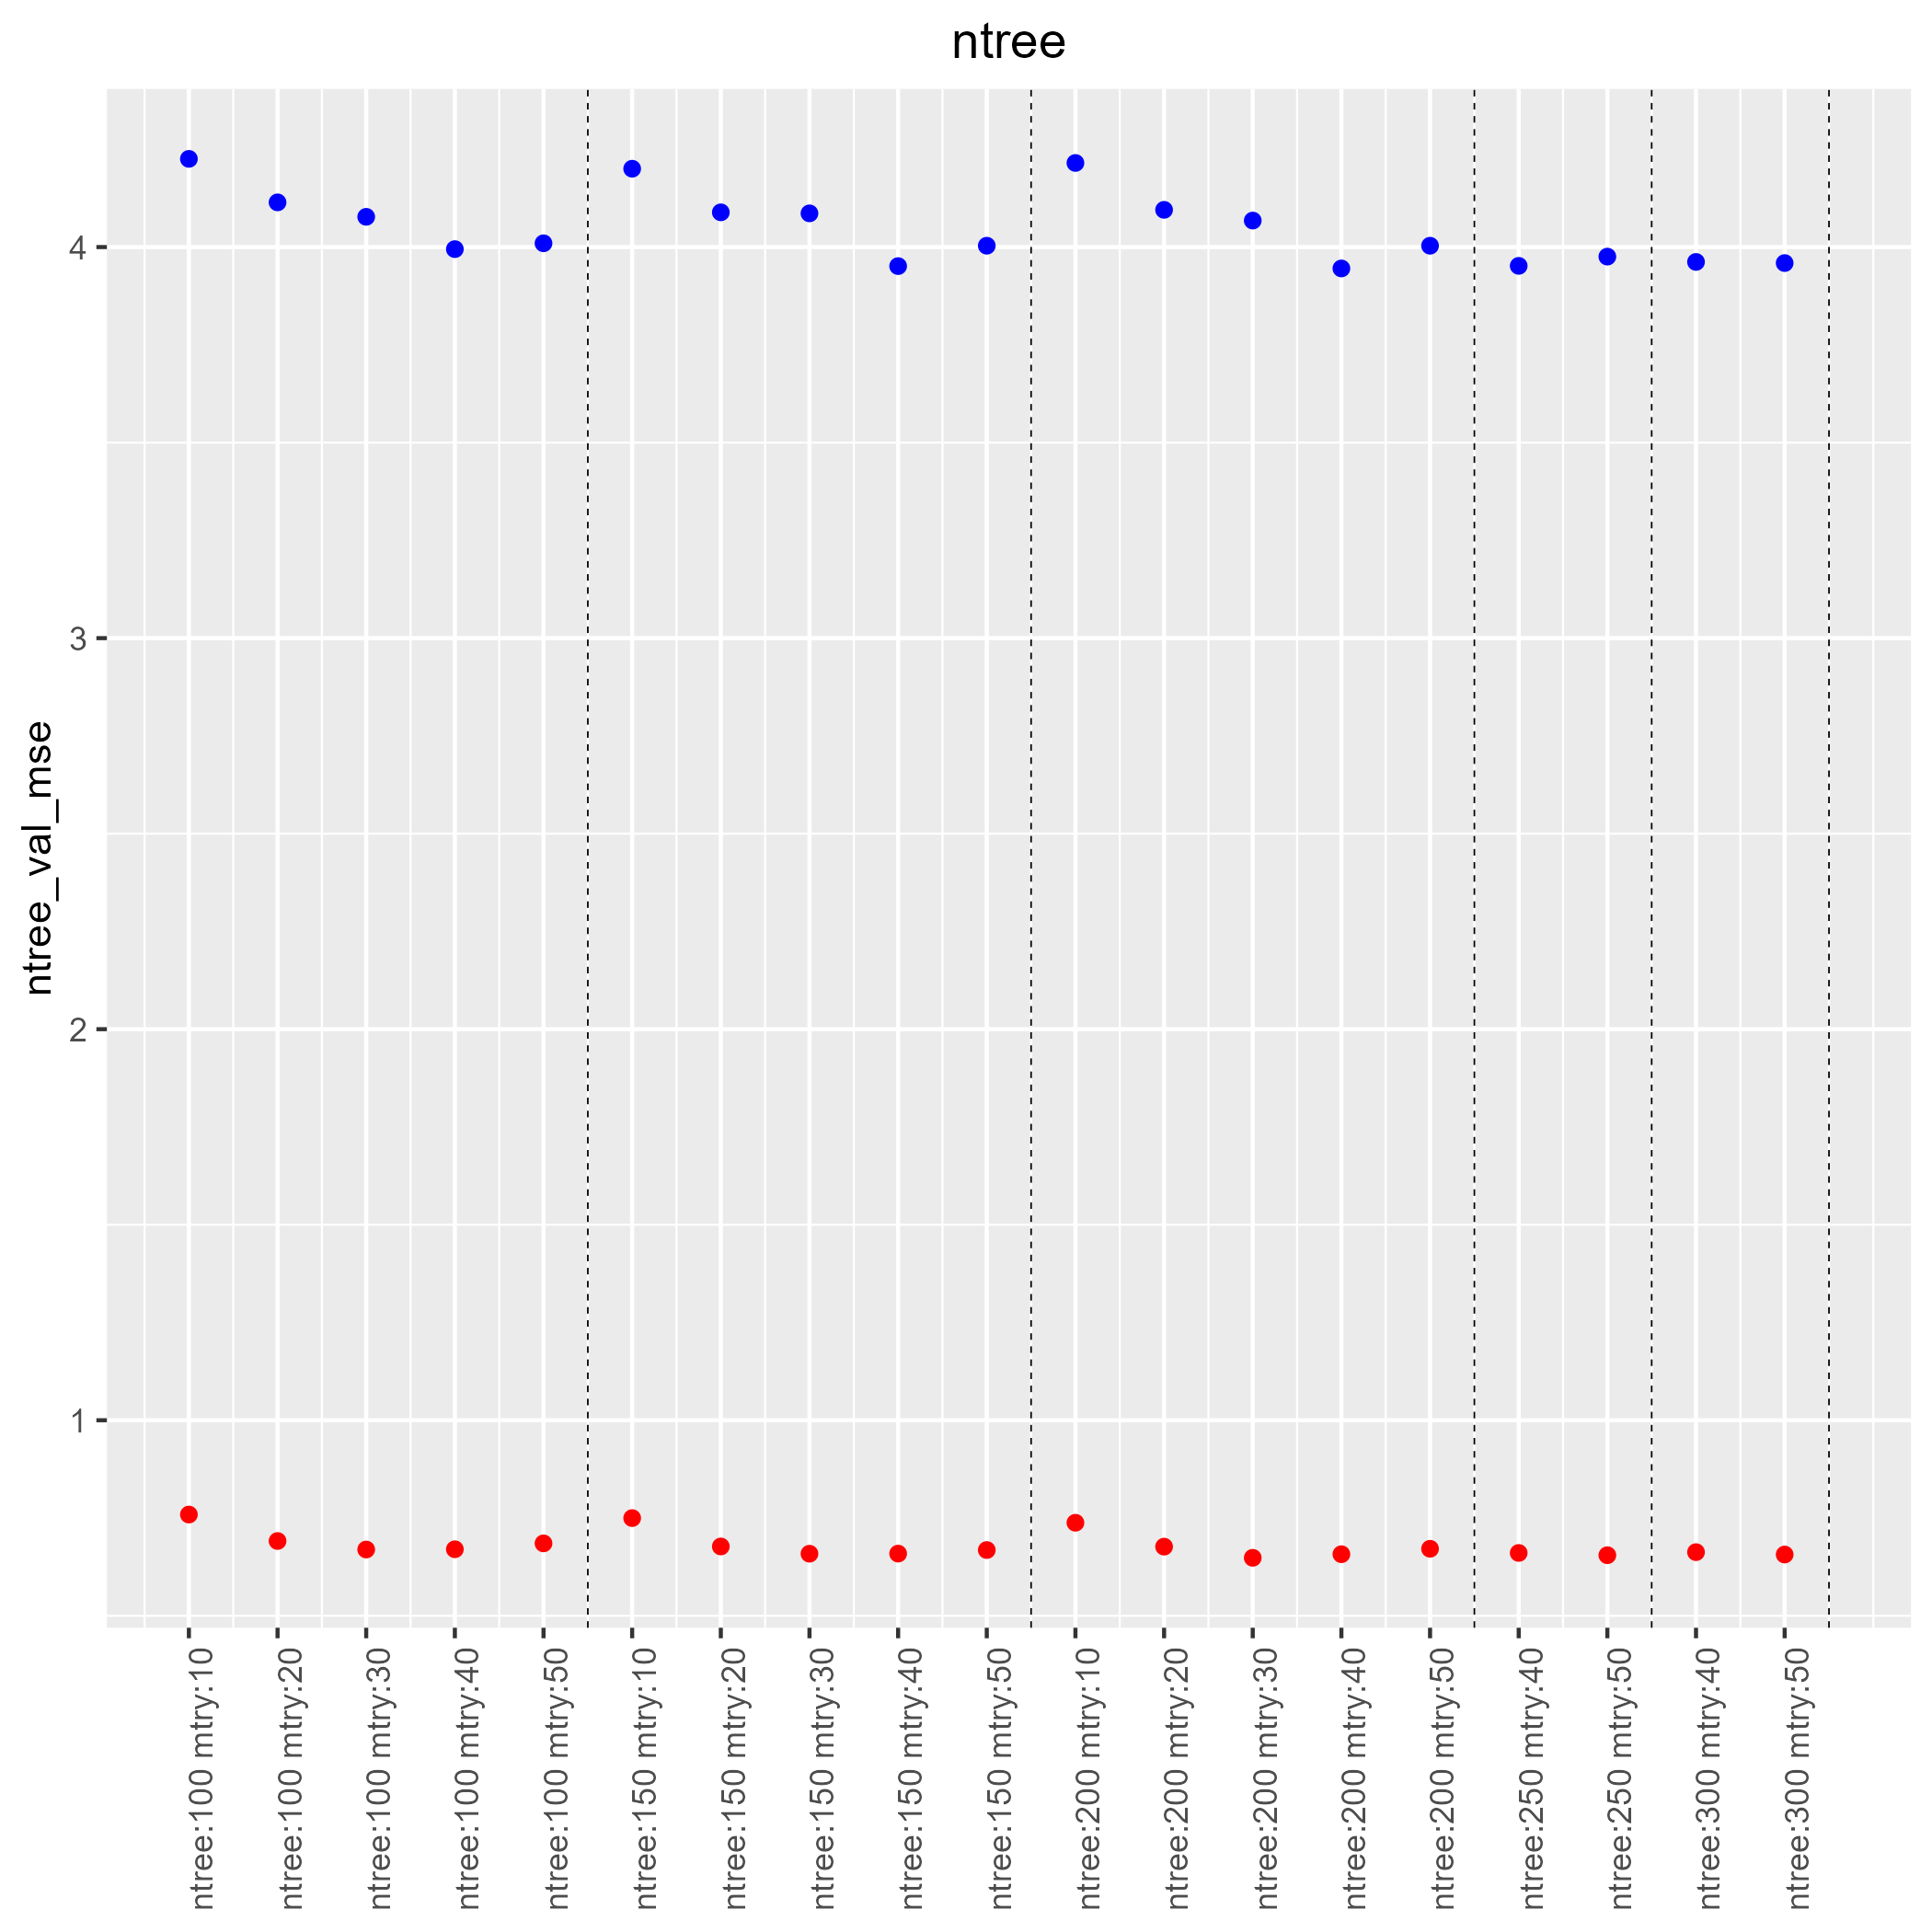 ntree
ntree_val_mse
4
3
2
1
ntree:100 mtry:10
ntree:100 mtry:20
ntree:100 mtry:30
ntree:100 mtry:40
ntree:100 mtry:50
ntree:150 mtry:10
ntree:150 mtry:20
ntree:150 mtry:30
ntree:150 mtry:40
ntree:150 mtry:50
ntree:200 mtry:10
ntree:200 mtry:20
ntree:200 mtry:30
ntree:200 mtry:40
ntree:200 mtry:50
ntree:250 mtry:40
ntree:250 mtry:50
ntree:300 mtry:40
ntree:300 mtry:50